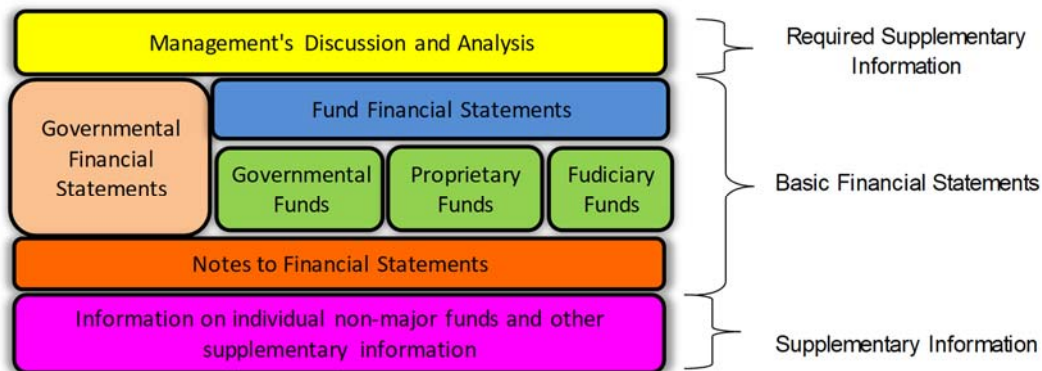 Management's Discussion and Analysis
Required Supplementary
Information
Governmental
Financial
Statements
Fund Financial Statements
Governmental
Funds
Proprietary
Funds
Fudiciary
Funds
Basic Financial Statements
Notes to Financial Statements
Information on individual non-major funds and other
supplementary information
Supplementary Information